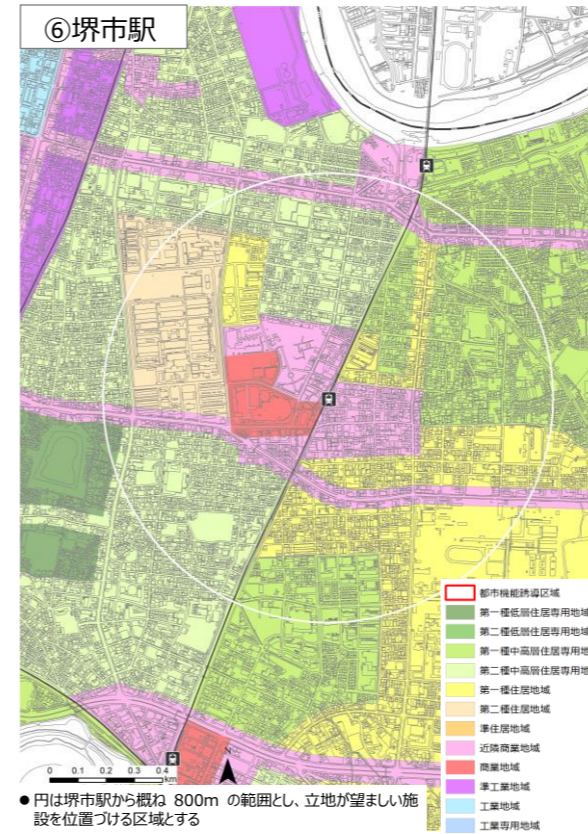 ⑥堺市駅
都市機能誘導区域
第一種低層住居専用地域
第二種低層住居専用地域
第一種中高層住居専用地
第二種中高層住居専用地
第一種住居地域
第二種住居地域
準住居地域
近隣商業地域
商業地域
準工業地域
工業地域
工業専用地域
N
0 0.1 0.2 0.3 0.4
km
● 円は堺市駅から概ね 800m の範囲とし、立地が望ましい施
設を位置づける区域とする